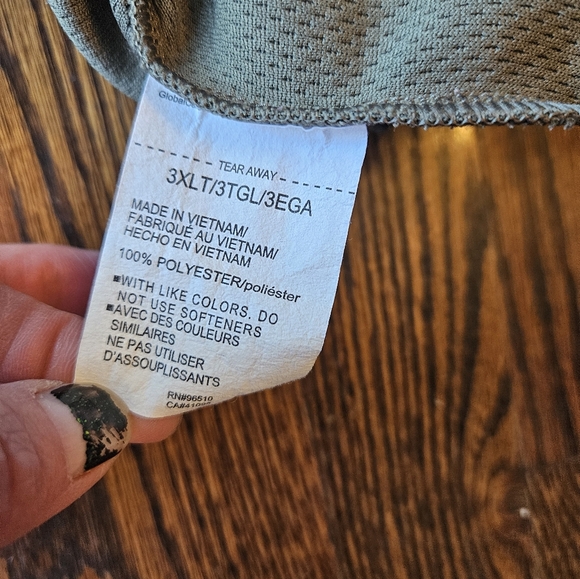 TEAR AWAY
3XLT/3TGL/3EGA
MADE IN VIETNAM/
FABRIQUÉ AU VIETNAM/
HECHO EN VIETNAM
100% POLYESTER/poliéster
■WITH LIKE COLORS. DO
NOT USE SOFTENERS
■AVEC DES COULEURS
SIMILAIRES
NE PAS UTILISER
D'ASSOUPLISSANTS
RN#96510